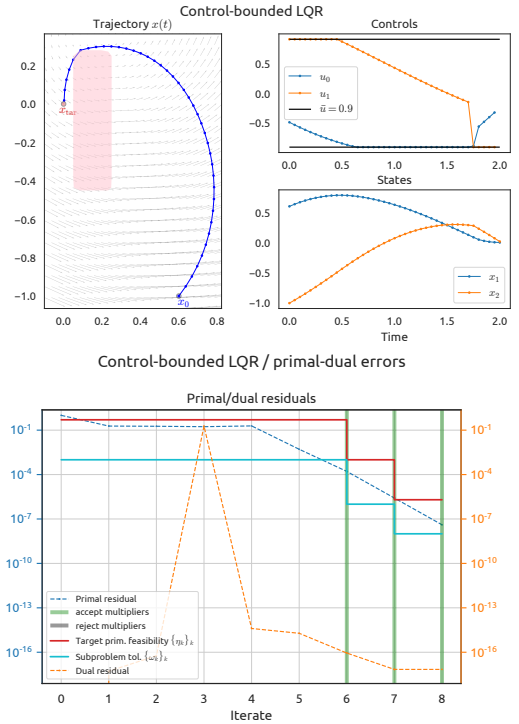 Control-bounded LQR
Trajectory x(t)
0.2
0.0
−0.2
−0.4
−0.6
−0.8
−1.0
x_tar
x_0
0.0 0.2 0.4 0.6 0.8
Controls
0.5
0.0
−0.5
u_0
u_1
ū = 0.9
0.0 0.5 1.0 1.5 2.0
States
0.5
0.0
−0.5
−1.0
x_1
x_2
0.0 0.5 1.0 1.5 2.0
Time
Control-bounded LQR / primal-dual errors
Primal/dual residuals
10^−1 10^−1
10^−4 10^−4
10^−7 10^−7
10^−10 10^−10
10^−13 10^−13
10^−16 10^−16
Primal residual
accept multipliers
reject multipliers
Target prim. feasibility {η_k}_k
Subproblem tol. {ω_k}_k
Dual residual
0 1 2 3 4 5 6 7 8
Iterate